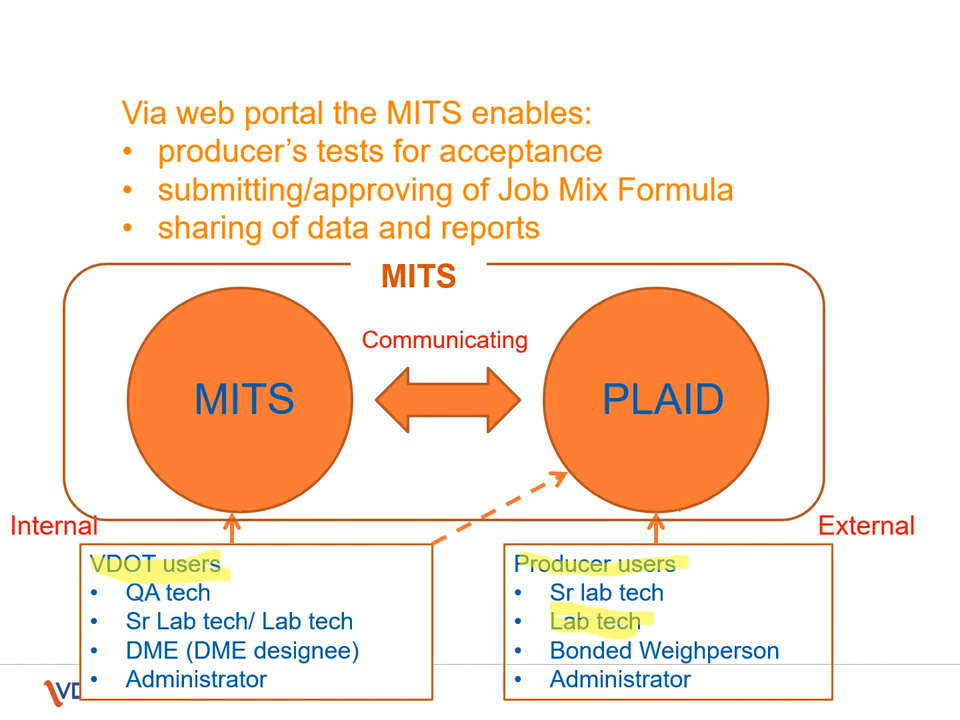 Via web portal the MITS enables:
• producer's tests for acceptance
• submitting/approving of Job Mix Formula
• sharing of data and reports
MITS
Communicating
MITS
PLAID
Internal
External
VDOT users
• QA tech
• Sr Lab tech/ Lab tech
• DME (DME designee)
• Administrator
Producer users
• Sr lab tech
• Lab tech
• Bonded Weighperson
• Administrator
VD